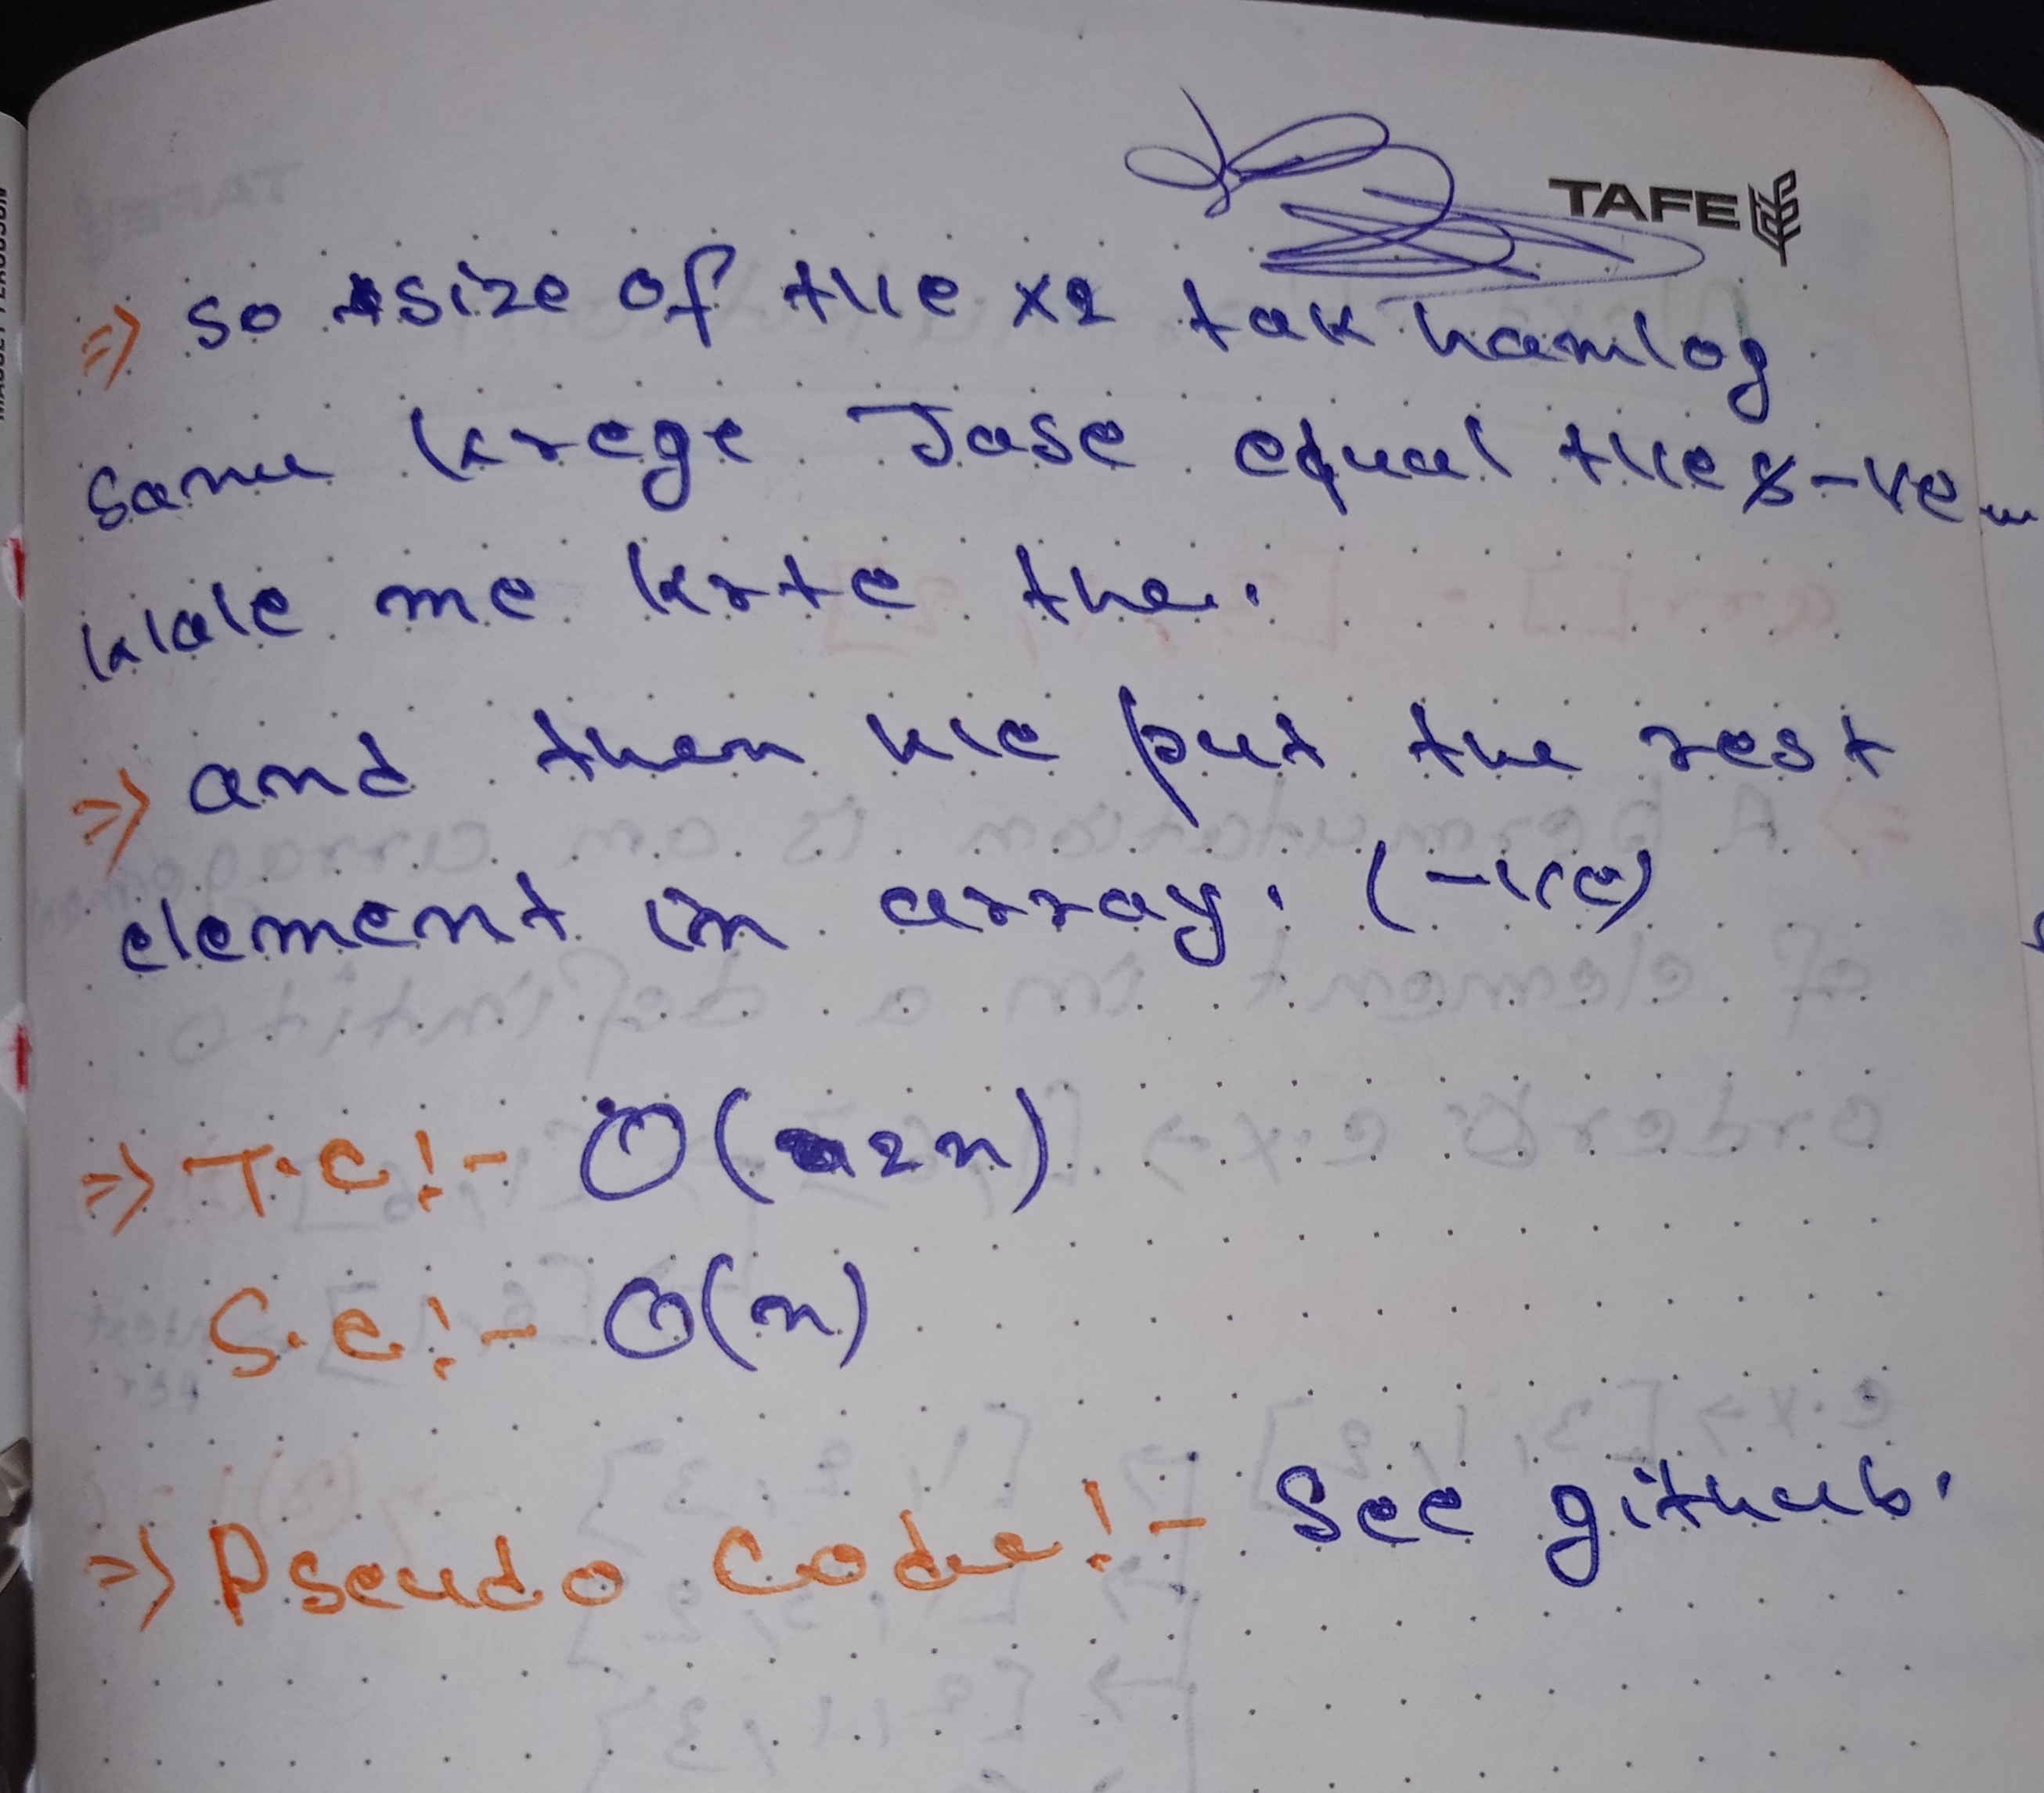 TAFE
⇒ so size of the x2 tak hamlog
same krege Jase equal the -ve
wale me krte the.
⇒ and then we put the rest
element in array. (-ve)
⇒ T.C!- O(2n)
S.C!- O(n)
⇒ Pseudo Code!- See github.